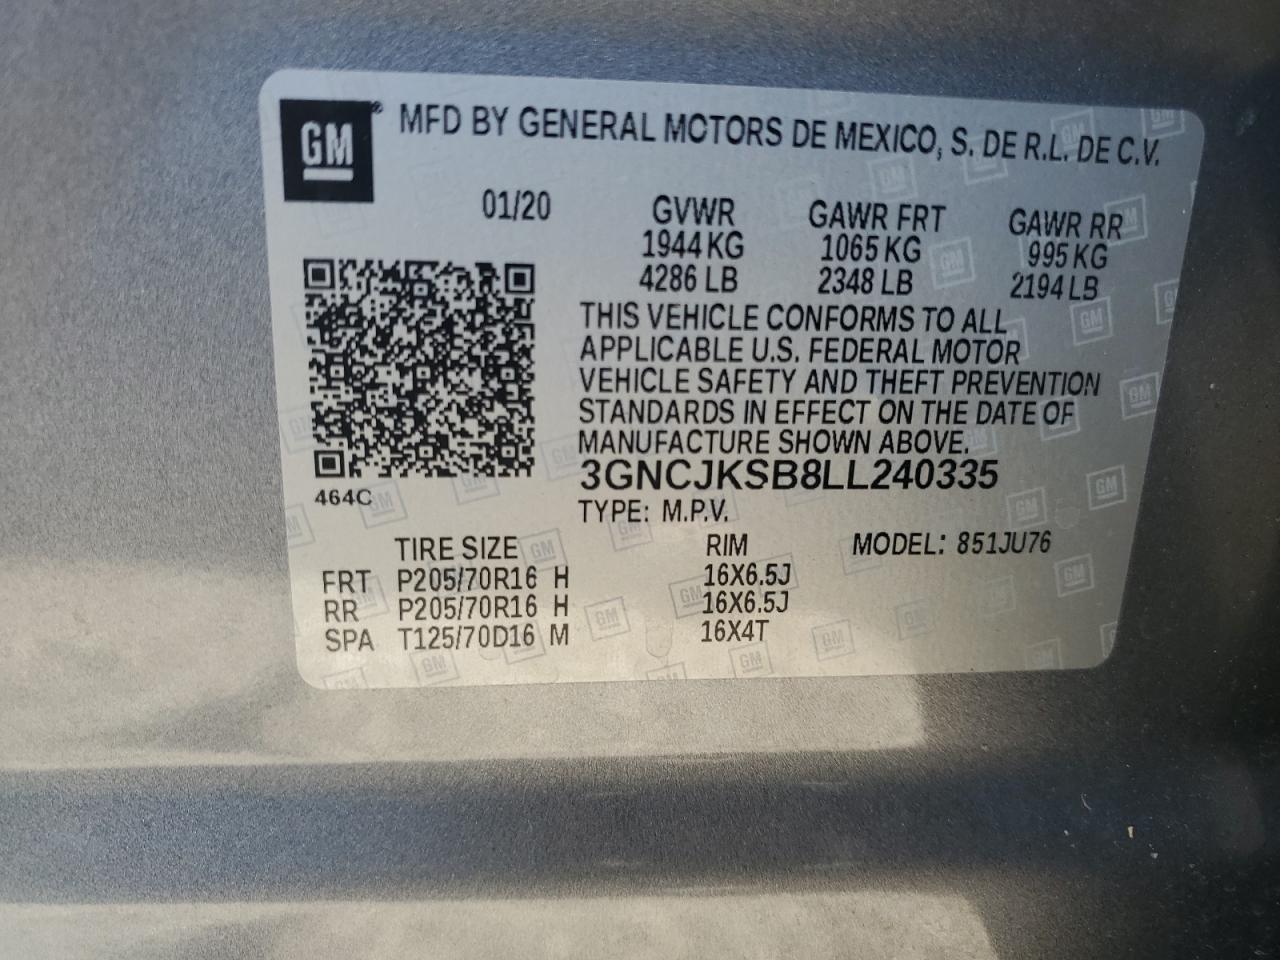 GM® MFD BY GENERAL MOTORS DE MEXICO, S. DE R.L. DE C.V.
01/20 GVWR GAWR FRT GAWR RR
1944 KG 1065 KG 995 KG
4286 LB 2348 LB 2194 LB
THIS VEHICLE CONFORMS TO ALL
APPLICABLE U.S. FEDERAL MOTOR
VEHICLE SAFETY AND THEFT PREVENTION
STANDARDS IN EFFECT ON THE DATE OF
MANUFACTURE SHOWN ABOVE.
3GNCJKSB8LL240335
464C
TYPE: M.P.V.
TIRE SIZE RIM MODEL: 851JU76
FRT P205/70R16 H 16X6.5J
RR P205/70R16 H 16X6.5J
SPA T125/70D16 M 16X4T